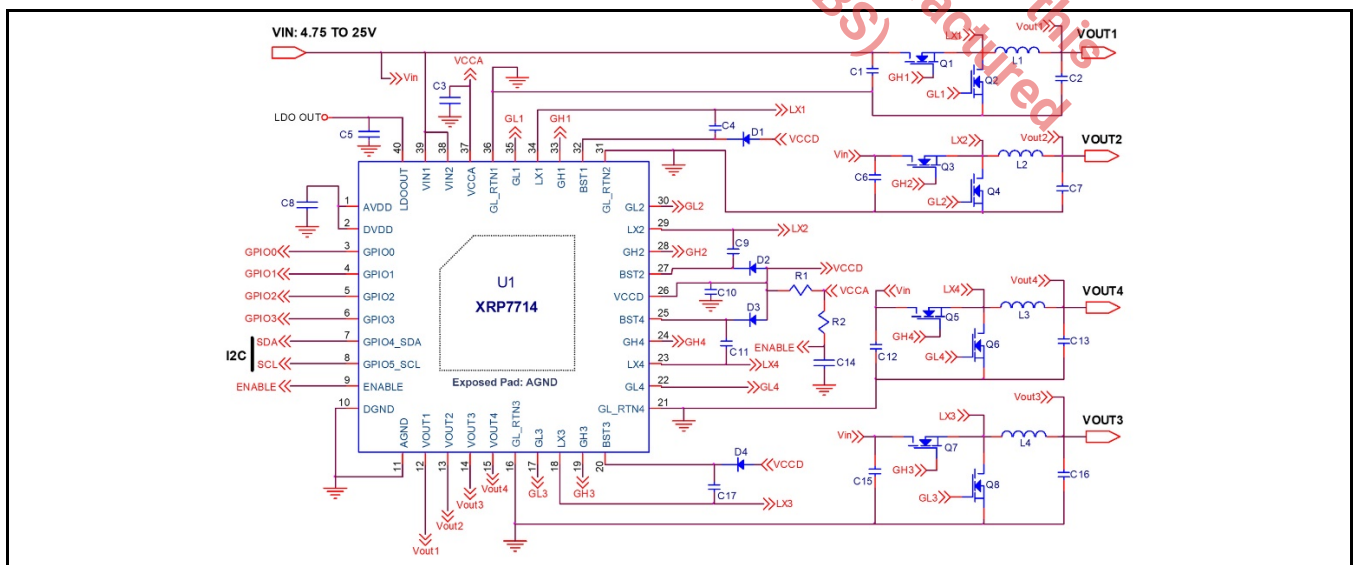 this
BS)
actured
VIN: 4.75 TO 25V
Vin
VCCA
C3
LDO OUT
C5
GL1
GH1
LX1
C4
D1
VCCD
C1
Q1
GH1
LX1
Q2
GL1
L1
Vout1
VOUT1
C2
Vin
C6
Q3
GH2
LX2
Q4
GL2
L2
Vout2
VOUT2
C7
40
39
38
37
36
35
34
33
32
31
LDOOUT
VIN1
VIN2
VCCA
GL_RTN1
GL1
LX1
GH1
BST1
GL_RTN2
C8
1 AVDD
2 DVDD
GPIO0 3 GPIO0
GPIO1 4 GPIO1
GPIO2 5 GPIO2
GPIO3 6 GPIO3
I2C
SDA 7 GPIO4_SDA
SCL 8 GPIO5_SCL
ENABLE 9 ENABLE
10 DGND
U1
XRP7714
Exposed Pad: AGND
GL2 30 GL2
LX2 29 LX2
C9
GH2 28 GH2
BST2 27
D2
VCCD
VCCD 26
C10
R1
VCCA
D3
BST4 25
R2
GH4 24 GH4
C11
ENABLE
C14
LX4 23 LX4
GL4 22 GL4
GL_RTN4 21
Vin
C12
Q5
GH4
LX4
Q6
GL4
L3
Vout4
VOUT4
C13
AGND
VOUT1
VOUT2
VOUT3
VOUT4
GL_RTN3
GL3
LX3
GH3
BST3
11
12
13
14
15
16
17
18
19
20
Vout1
Vout2
Vout3
Vout4
GL3
GH3
D4
VCCD
C17
LX3
Vin
C15
Q7
GH3
LX3
Q8
GL3
L4
Vout3
VOUT3
C16